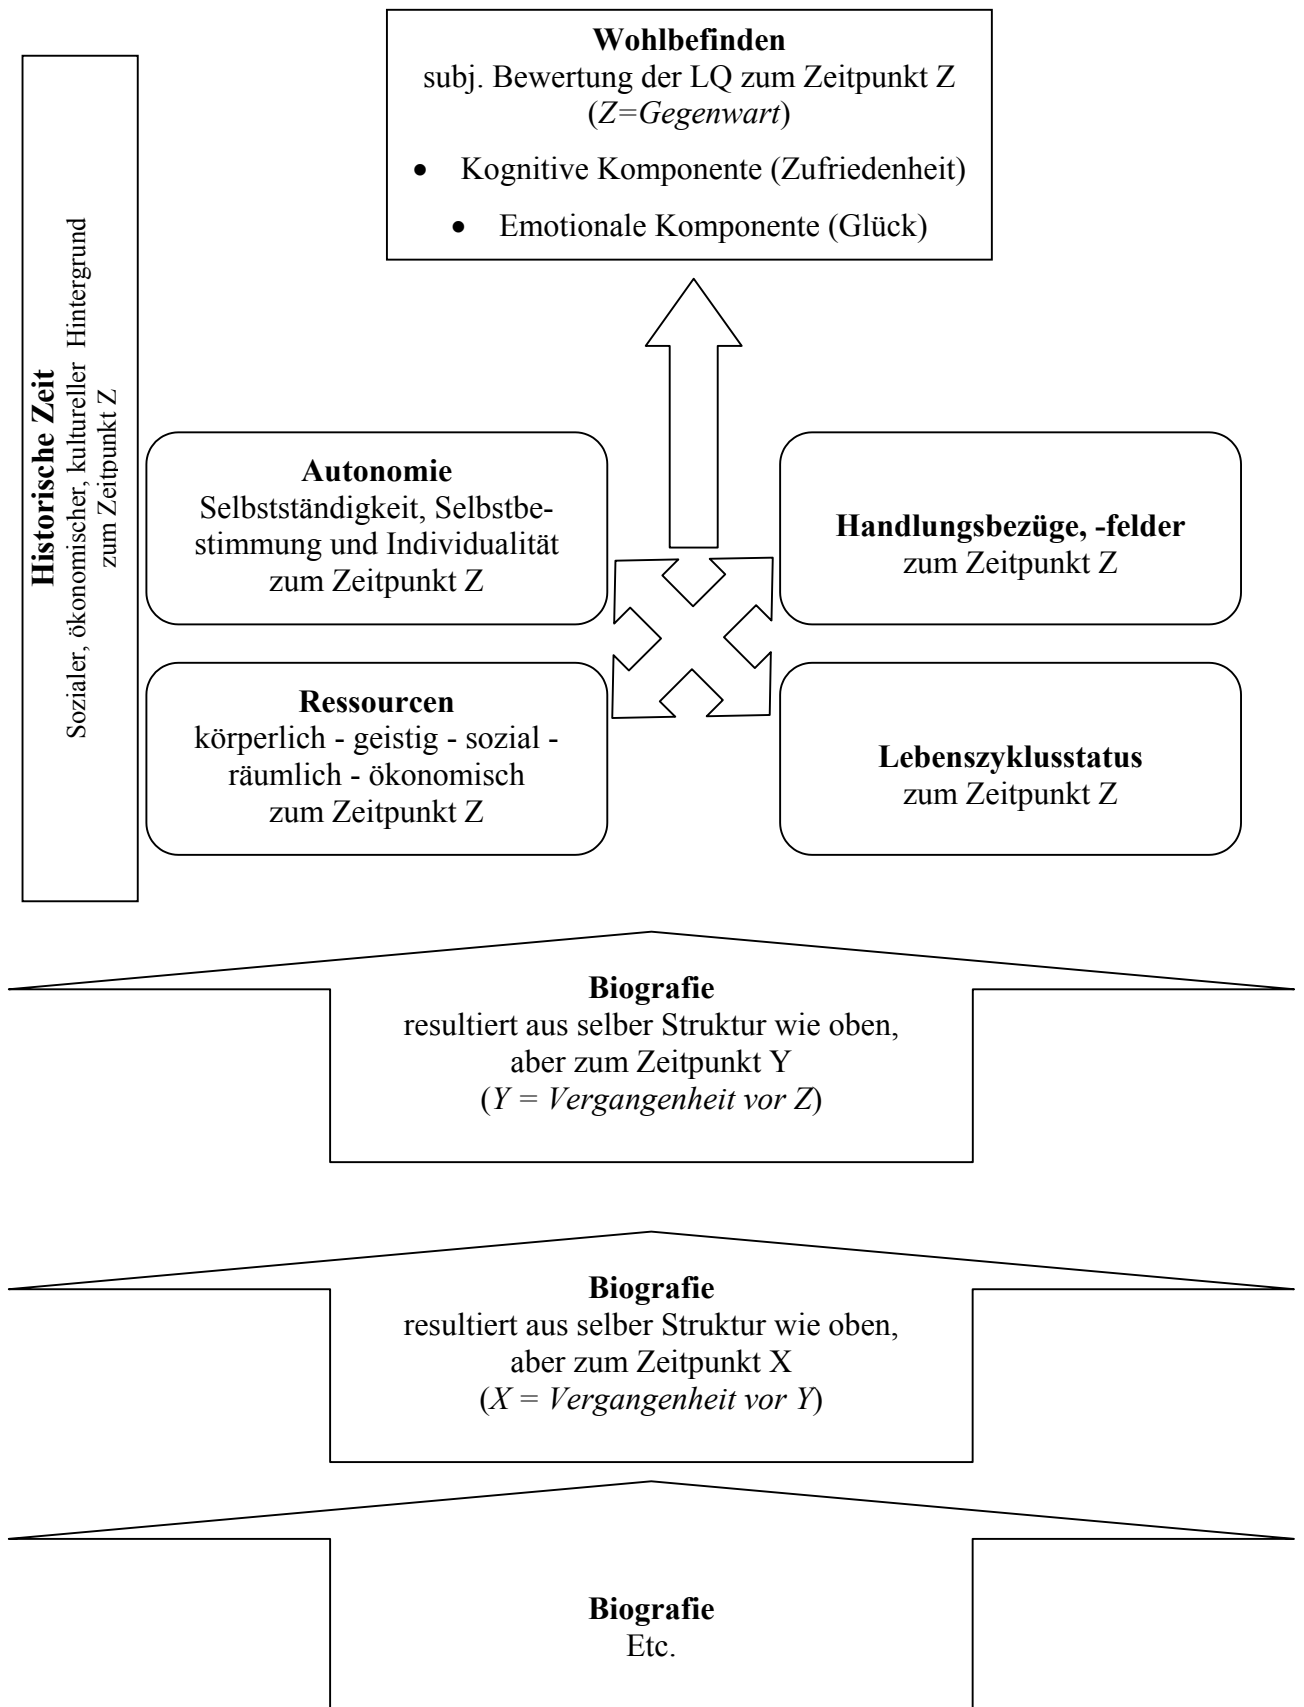 Wohlbefinden
subj. Bewertung der LQ zum Zeitpunkt Z
(Z=Gegenwart)
• Kognitive Komponente (Zufriedenheit)
• Emotionale Komponente (Glück)
Historische Zeit
Sozialer, ökonomischer, kultureller Hintergrund
zum Zeitpunkt Z
Autonomie
Selbstständigkeit, Selbstbe-
stimmung und Individualität
zum Zeitpunkt Z
Handlungsbezüge, -felder
zum Zeitpunkt Z
Ressourcen
körperlich - geistig - sozial -
räumlich - ökonomisch
zum Zeitpunkt Z
Lebenszyklusstatus
zum Zeitpunkt Z
Biografie
resultiert aus selber Struktur wie oben,
aber zum Zeitpunkt Y
(Y = Vergangenheit vor Z)
Biografie
resultiert aus selber Struktur wie oben,
aber zum Zeitpunkt X
(X = Vergangenheit vor Y)
Biografie
Etc.